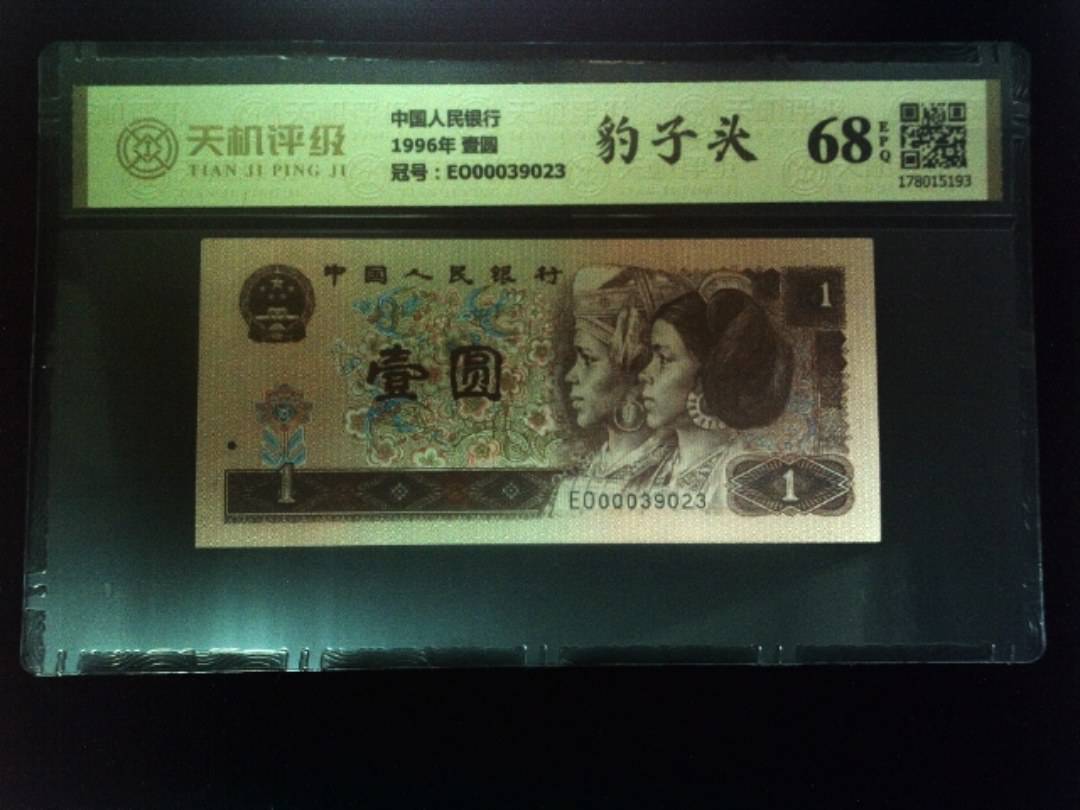 天机评级
TIAN JI PING JI
中国人民银行
1996年 壹圆
冠号：EO00039023
豹子头
68
EPQ
178015193
中国人民银行
1
壹圆
1
EO00039023
1